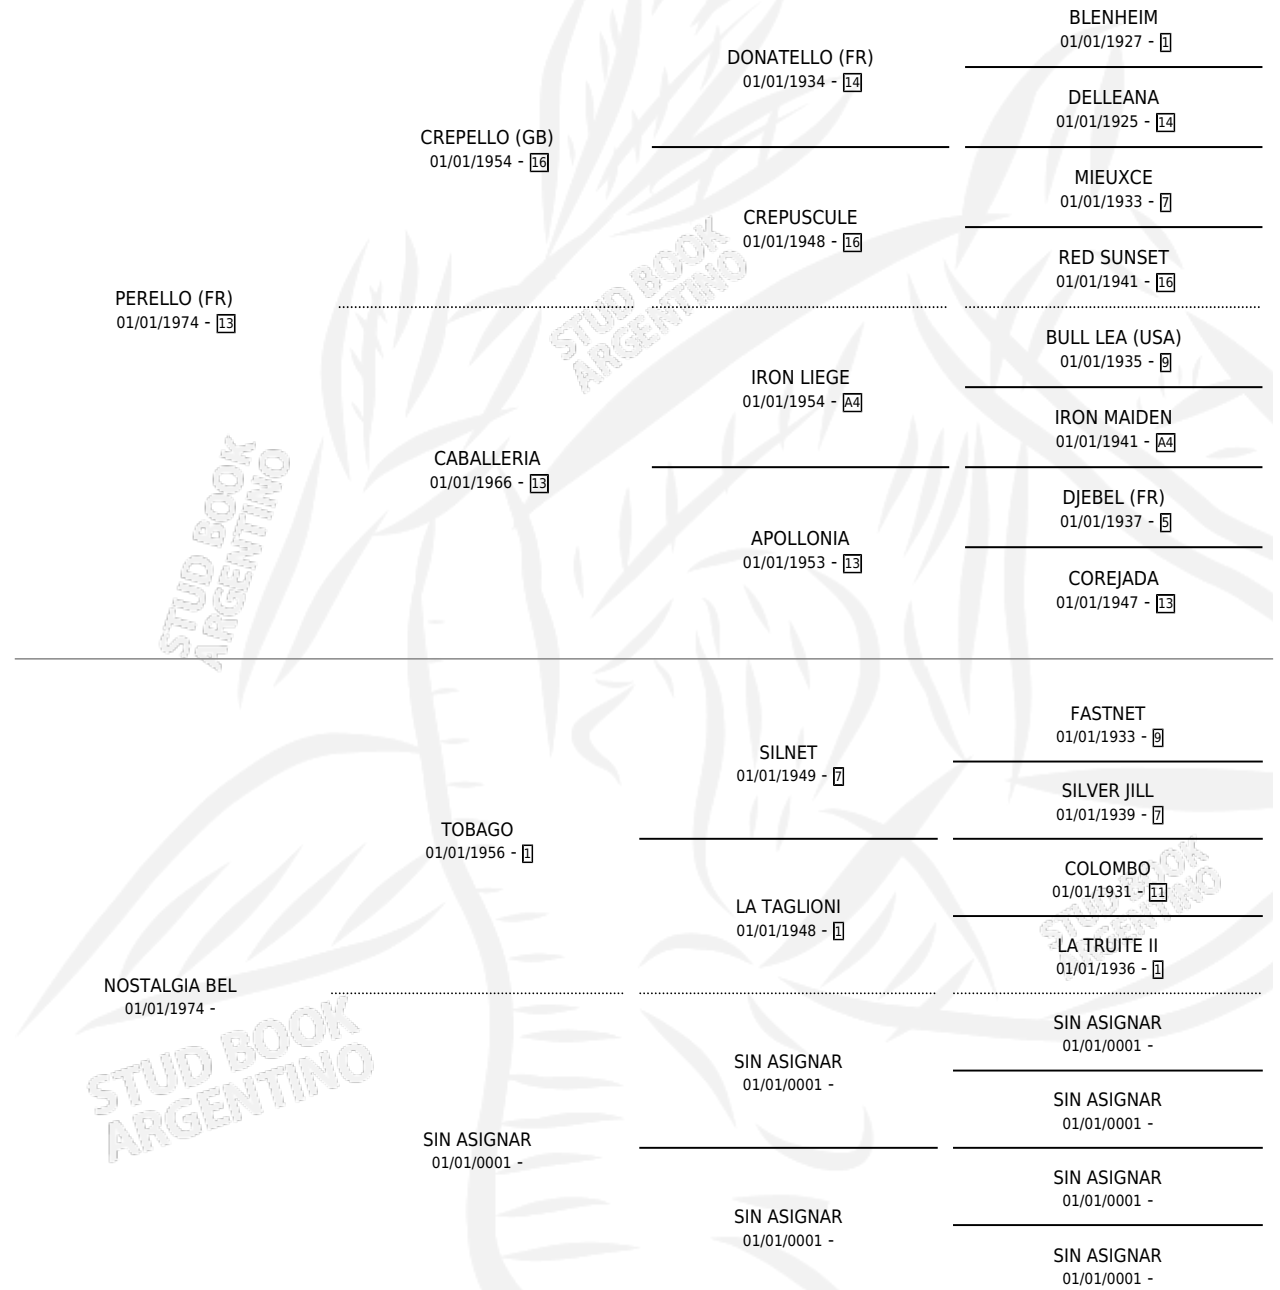 BLENHEIM
01/01/1927 - 1
DONATELLO (FR)
01/01/1934 - 14
DELLEANA
01/01/1925 - 14
CREPELLO (GB)
01/01/1954 - 16
MIEUXCE
01/01/1933 - 7
CREPUSCULE
01/01/1948 - 16
RED SUNSET
01/01/1941 - 16
PERELLO (FR)
01/01/1974 - 13
STUD BOOK
ARGENTINO
BULL LEA (USA)
01/01/1935 - 9
IRON LIEGE
01/01/1954 - A4
IRON MAIDEN
01/01/1941 - A4
CABALLERIA
01/01/1966 - 13
DJEBEL (FR)
01/01/1937 - 5
APOLLONIA
01/01/1953 - 13
COREJADA
01/01/1947 - 13
STUD BOOK
ARGENTINO
FASTNET
01/01/1933 - 9
SILNET
01/01/1949 - 7
SILVER JILL
01/01/1939 - 7
TOBAGO
01/01/1956 - 1
COLOMBO
01/01/1931 - 11
LA TAGLIONI
01/01/1948 - 1
STUD BOOK
ARGENTINO
LA TRUITE II
01/01/1936 - 1
NOSTALGIA BEL
01/01/1974 -
SIN ASIGNAR
01/01/0001 -
STUD BOOK
ARGENTINO
SIN ASIGNAR
01/01/0001 -
SIN ASIGNAR
01/01/0001 -
SIN ASIGNAR
01/01/0001 -
SIN ASIGNAR
01/01/0001 -
SIN ASIGNAR
01/01/0001 -
SIN ASIGNAR
01/01/0001 -